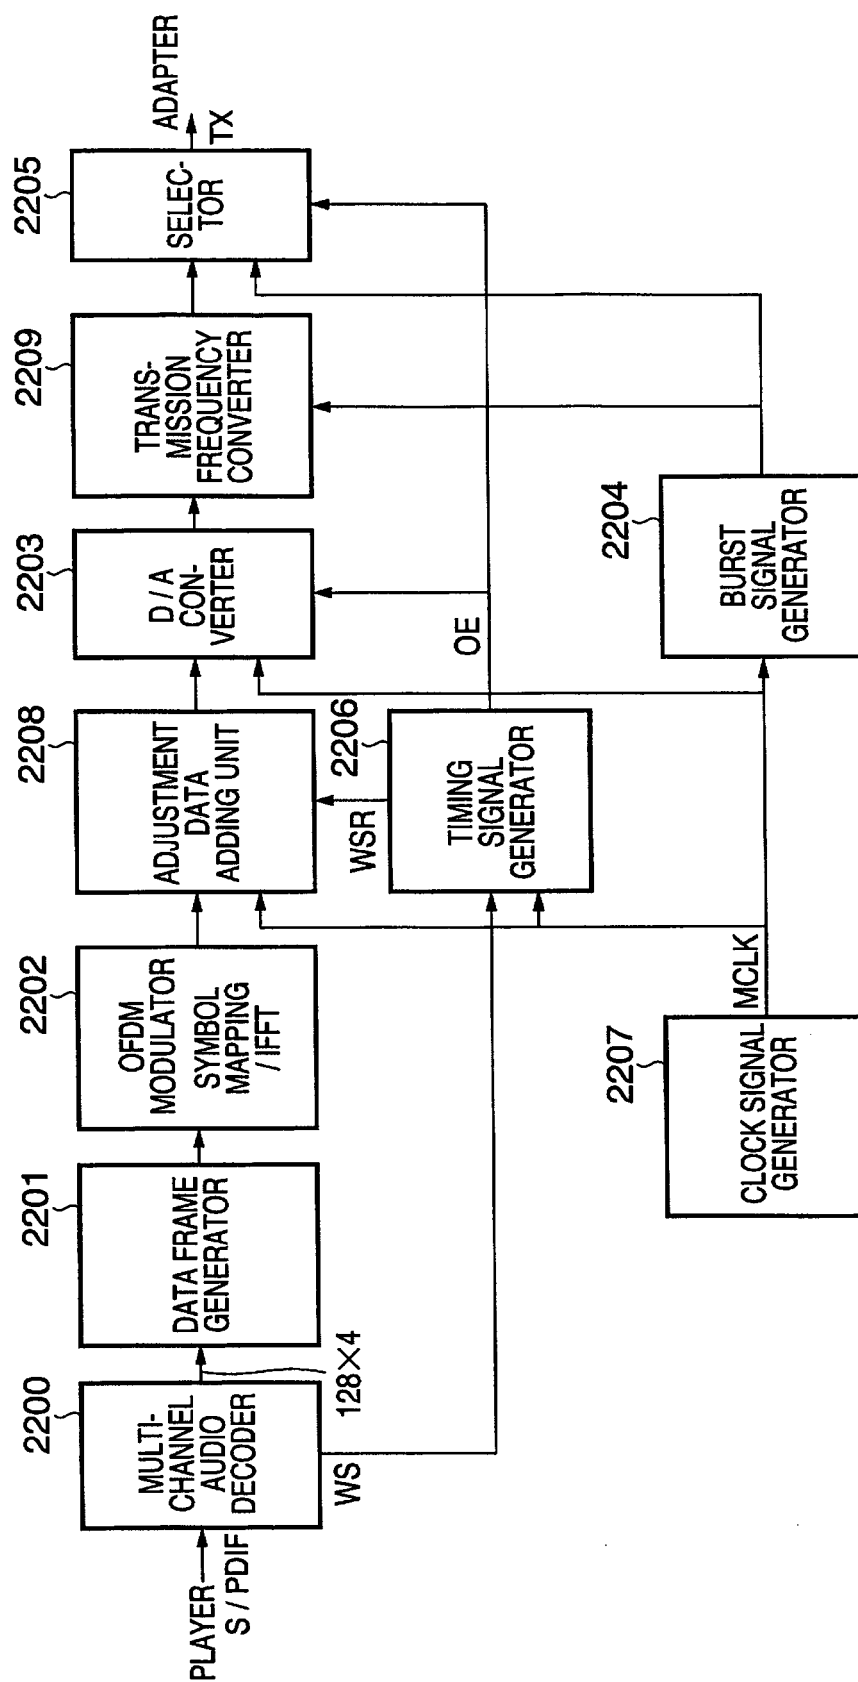 PLAYER
S / PDIF
2200
MULTI-
CHANNEL
AUDIO
DECODER
WS
128×4
2201
DATA FRAME
GENERATOR
2202
OFDM
MODULATOR
SYMBOL
MAPPING
/ IFFT
2208
ADJUSTMENT
DATA
ADDING UNIT
2203
D / A
CON-
VERTER
2209
TRANS-
MISSION
FREQUENCY
CONVERTER
2205
SELEC-
TOR
ADAPTER
TX
WSR
2206
TIMING
SIGNAL
GENERATOR
OE
2207
CLOCK SIGNAL
GENERATOR
MCLK
2204
BURST
SIGNAL
GENERATOR